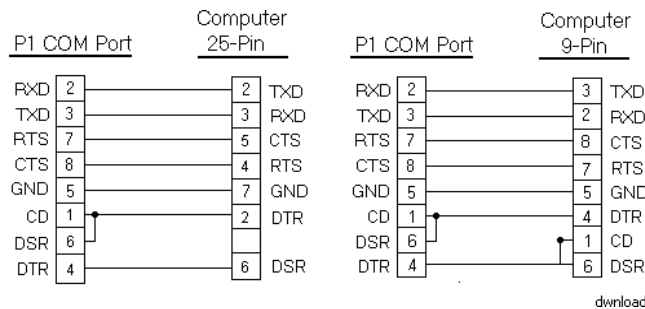 Computer
P1 COM Port 25-Pin
RXD 2 2 TXD
TXD 3 3 RXD
RTS 7 5 CTS
CTS 8 4 RTS
GND 5 7 GND
CD 1 2 DTR
DSR 6
DTR 4 6 DSR
Computer
P1 COM Port 9-Pin
RXD 2 3 TXD
TXD 3 2 RXD
RTS 7 8 CTS
CTS 8 7 RTS
GND 5 5 GND
CD 1 4 DTR
DSR 6 1 CD
DTR 4 6 DSR
dwnload